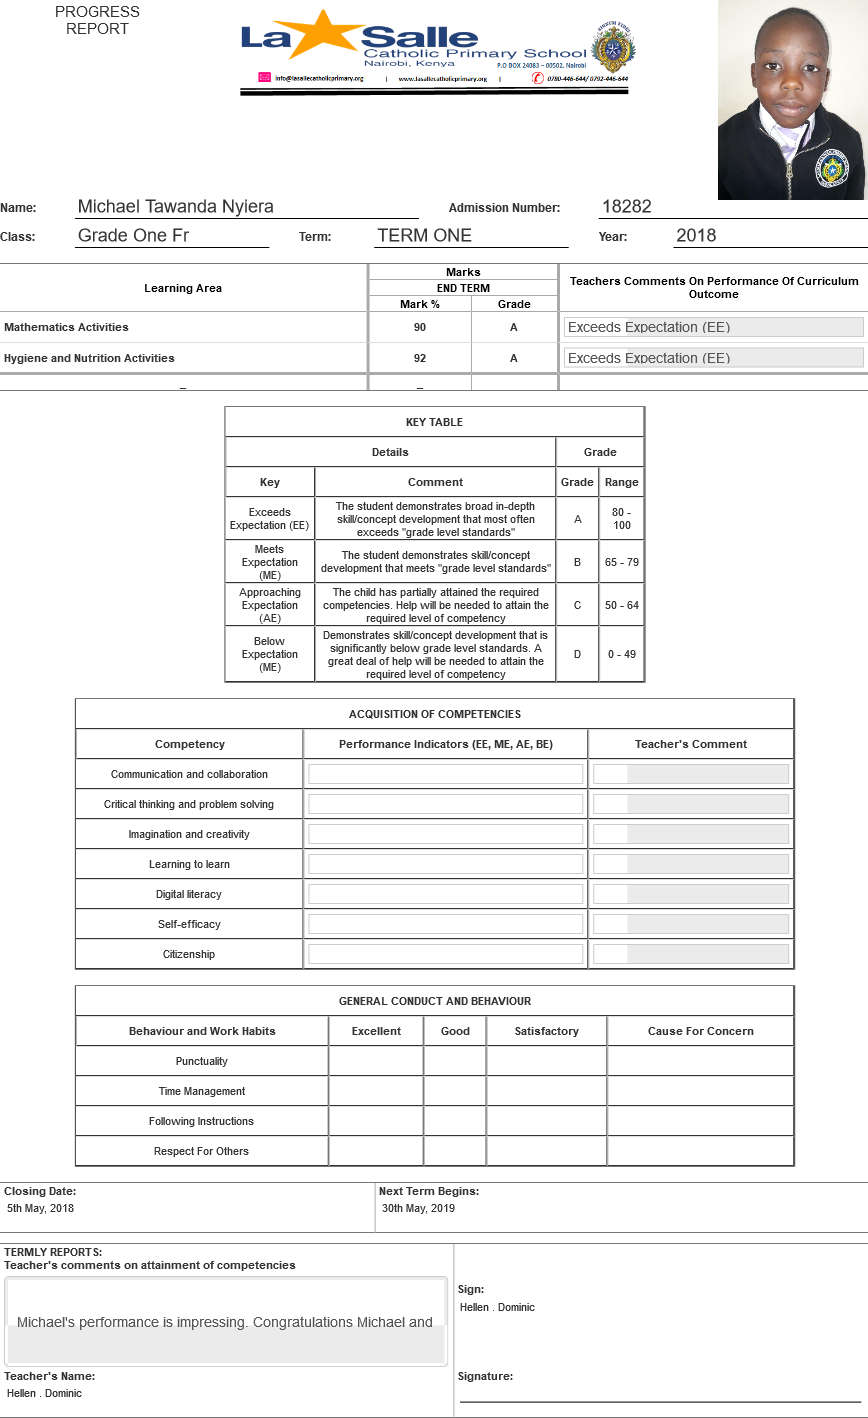 PROGRESS
REPORT
La Salle
Catholic Primary School
Nairobi, Kenya
P.O BOX 24083 – 00502, Nairobi
info@lasallecatholicprimary.org | www.lasallecatholicprimary.org | 0780-446-644/ 0792-446-644
Name: Michael Tawanda Nyiera Admission Number: 18282
Class: Grade One Fr Term: TERM ONE Year: 2018
Learning Area Marks Teachers Comments On Performance Of Curriculum Outcome
END TERM
Mark % Grade
Mathematics Activities 90 A Exceeds Expectation (EE)
Hygiene and Nutrition Activities 92 A Exceeds Expectation (EE)
_ _
KEY TABLE
Details Grade
Key Comment Grade Range
Exceeds Expectation (EE) The student demonstrates broad in-depth skill/concept development that most often exceeds "grade level standards" A 80 - 100
Meets Expectation (ME) The student demonstrates skill/concept development that meets "grade level standards" B 65 - 79
Approaching Expectation (AE) The child has partially attained the required competencies. Help will be needed to attain the required level of competency C 50 - 64
Below Expectation (ME) Demonstrates skill/concept development that is significantly below grade level standards. A great deal of help will be needed to attain the required level of competency D 0 - 49
ACQUISITION OF COMPETENCIES
Competency Performance Indicators (EE, ME, AE, BE) Teacher's Comment
Communication and collaboration
Critical thinking and problem solving
Imagination and creativity
Learning to learn
Digital literacy
Self-efficacy
Citizenship
GENERAL CONDUCT AND BEHAVIOUR
Behaviour and Work Habits Excellent Good Satisfactory Cause For Concern
Punctuality
Time Management
Following Instructions
Respect For Others
Closing Date: Next Term Begins:
5th May, 2018 30th May, 2019
TERMLY REPORTS:
Teacher's comments on attainment of competencies
Michael's performance is impressing. Congratulations Michael and
Sign:
Hellen . Dominic
Teacher's Name: Signature:
Hellen . Dominic